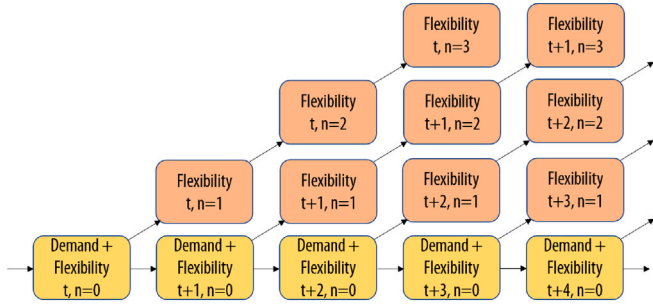 Flexibility
t, n=3
Flexibility
t+1, n=3
Flexibility
t, n=2
Flexibility
t+1, n=2
Flexibility
t+2, n=2
Flexibility
t, n=1
Flexibility
t+1, n=1
Flexibility
t+2, n=1
Flexibility
t+3, n=1
Demand +
Flexibility
t, n=0
Demand +
Flexibility
t+1, n=0
Demand +
Flexibility
t+2, n=0
Demand +
Flexibility
t+3, n=0
Demand +
Flexibility
t+4, n=0